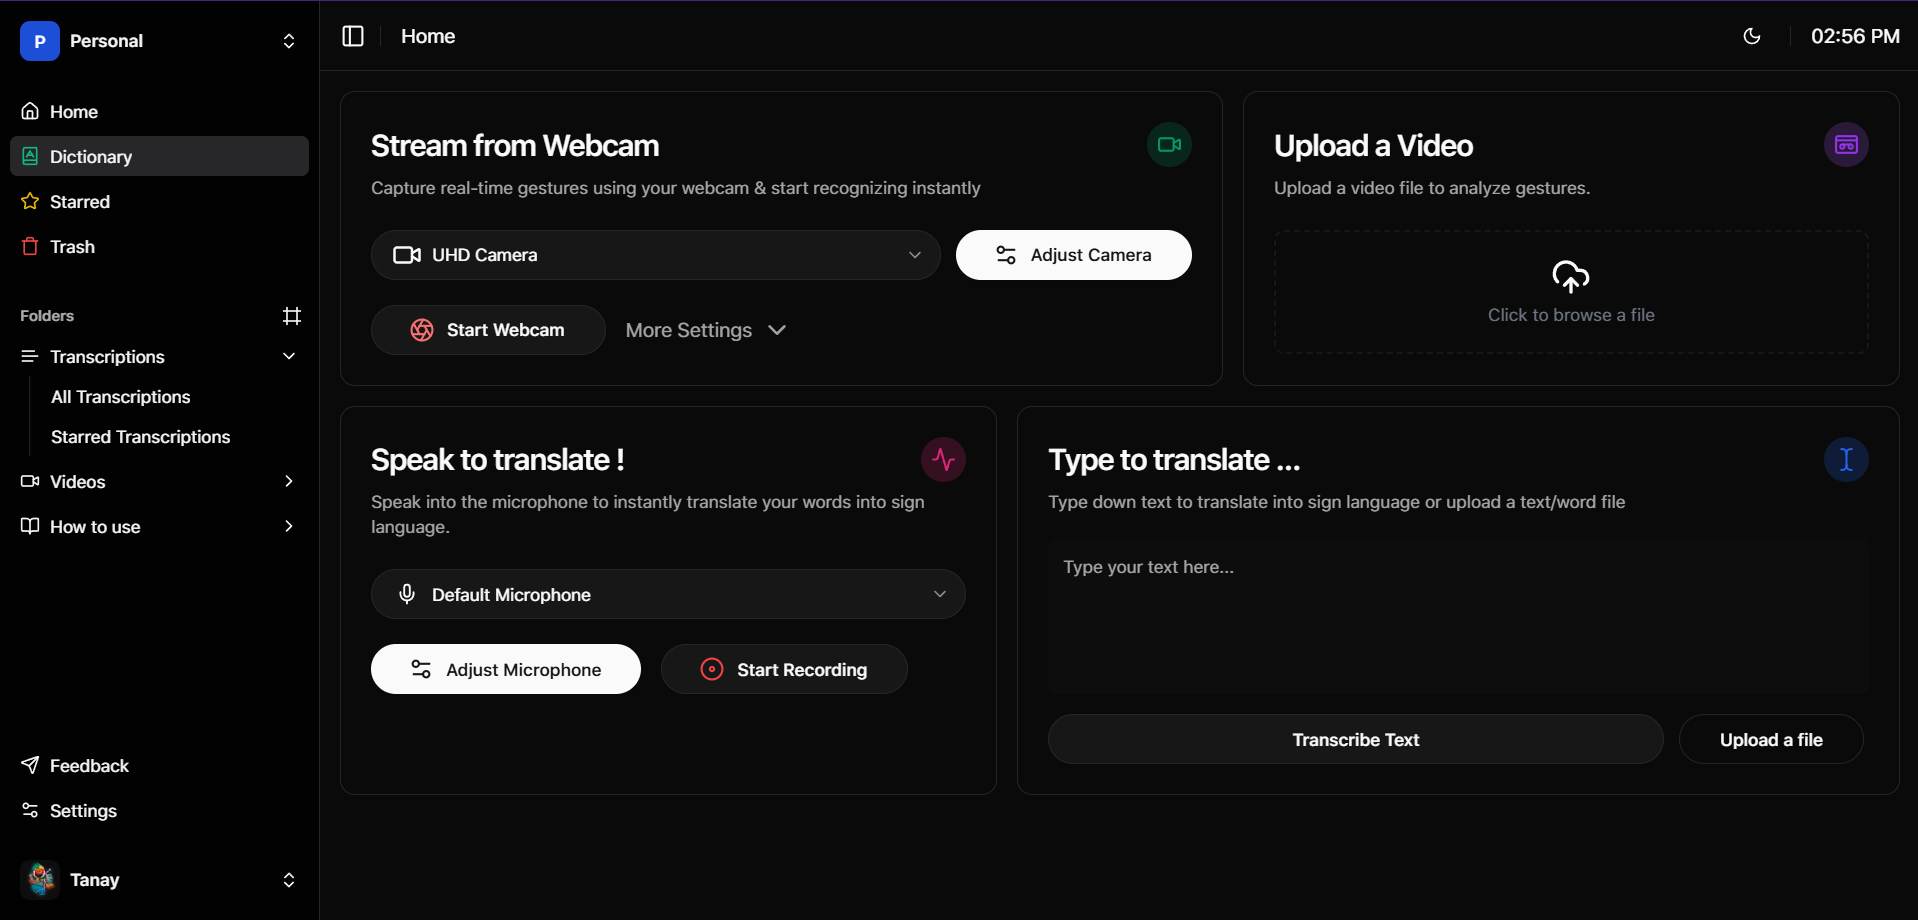 P Personal
Home
Dictionary
Starred
Trash
Folders
Transcriptions
All Transcriptions
Starred Transcriptions
Videos
How to use
Feedback
Settings
Tanay
Home
02:56 PM
Stream from Webcam
Capture real-time gestures using your webcam & start recognizing instantly
UHD Camera
Adjust Camera
Start Webcam
More Settings
Upload a Video
Upload a video file to analyze gestures.
Click to browse a file
Speak to translate !
Speak into the microphone to instantly translate your words into sign
language.
Default Microphone
Adjust Microphone
Start Recording
Type to translate ...
Type down text to translate into sign language or upload a text/word file
Type your text here...
Transcribe Text
Upload a file